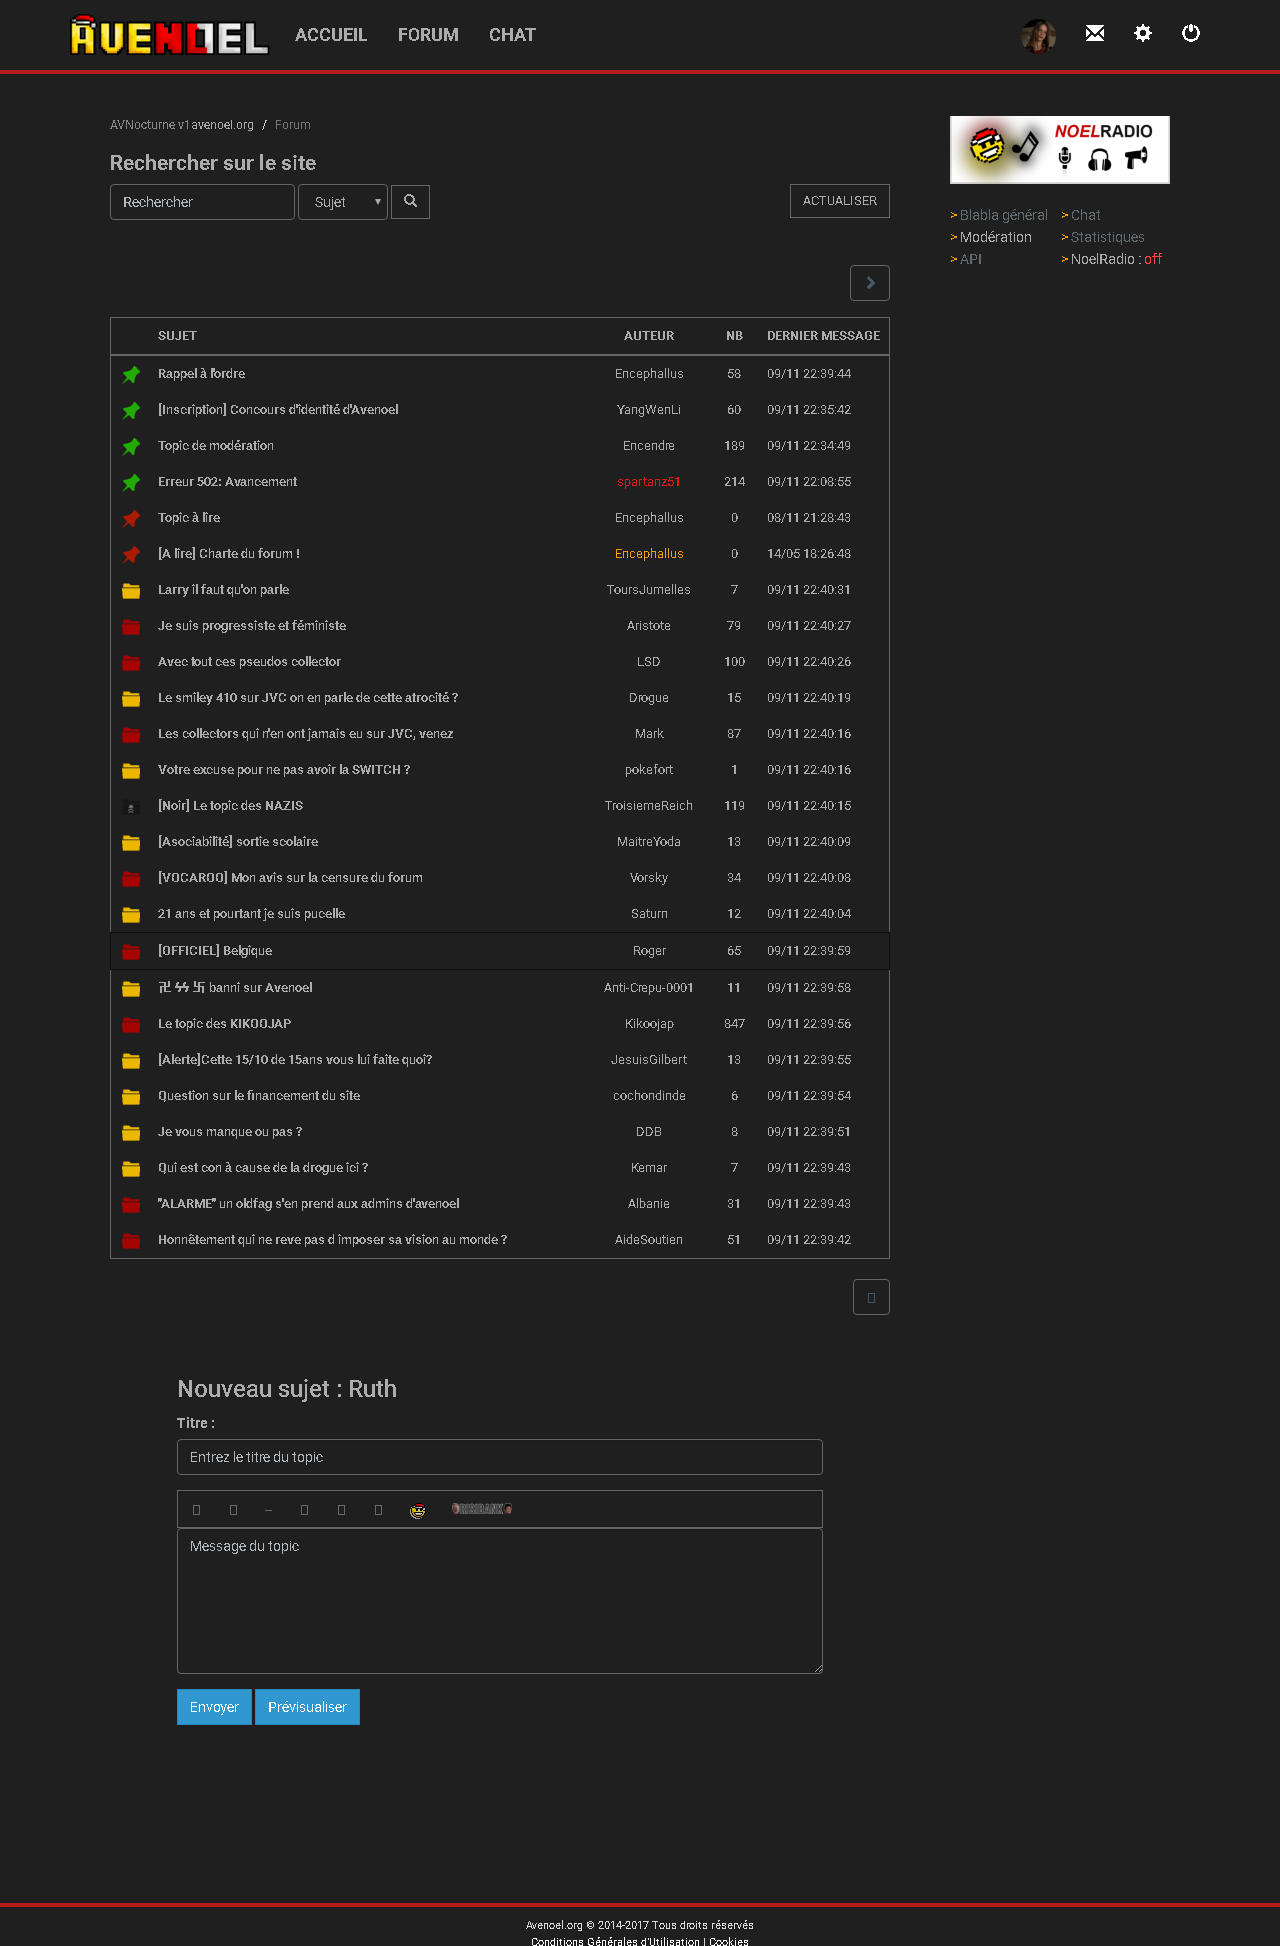 AVENOEL ACCUEIL FORUM CHAT
AVNocturne v1avenoel.org / Forum
NOELRADIO
Rechercher sur le site
Rechercher Sujet ACTUALISER
> Blabla général > Chat
> Modération > Statistiques
> API > NoelRadio : off
SUJET AUTEUR NB DERNIER MESSAGE
Rappel à l'ordre Encephallus 58 09/11 22:39:44
[Inscription] Concours d'identité d'Avenoel YangWenLi 60 09/11 22:35:42
Topic de modération Encendre 189 09/11 22:34:49
Erreur 502: Avancement spartanz51 214 09/11 22:08:55
Topic à lire Encephallus 0 08/11 21:28:43
[A lire] Charte du forum ! Encephallus 0 14/05 18:26:48
Larry il faut qu'on parle ToursJumelles 7 09/11 22:40:31
Je suis progressiste et féministe Aristote 79 09/11 22:40:27
Avec tout ces pseudos collector LSD 100 09/11 22:40:26
Le smiley 410 sur JVC on en parle de cette atrocité ? Drogue 15 09/11 22:40:19
Les collectors qui n'en ont jamais eu sur JVC, venez Mark 87 09/11 22:40:16
Votre excuse pour ne pas avoir la SWITCH ? pokefort 1 09/11 22:40:16
[Noir] Le topic des NAZIS TroisiemeReich 119 09/11 22:40:15
[Asociabilité] sortie scolaire MaitreYoda 13 09/11 22:40:09
[VOCAROO] Mon avis sur la censure du forum Vorsky 34 09/11 22:40:08
21 ans et pourtant je suis pucelle Saturn 12 09/11 22:40:04
[OFFICIEL] Belgique Roger 65 09/11 22:39:59
卍 ϟϟ 卐 banni sur Avenoel Anti-Crepu-0001 11 09/11 22:39:58
Le topic des KIKOOJAP Kikoojap 847 09/11 22:39:56
[Alerte]Cette 15/10 de 15ans vous lui faite quoi? JesuisGilbert 13 09/11 22:39:55
Question sur le financement du site cochondinde 6 09/11 22:39:54
Je vous manque ou pas ? DDB 8 09/11 22:39:51
Qui est con à cause de la drogue ici ? Kemar 7 09/11 22:39:43
"ALARME" un oldfag s'en prend aux admins d'avenoel Albanie 31 09/11 22:39:43
Honnêtement qui ne reve pas d imposer sa vision au monde ? AideSoutien 51 09/11 22:39:42
Nouveau sujet : Ruth
Titre :
Entrez le titre du topic
RISIBANK
Message du topic
Envoyer Prévisualiser
Avenoel.org © 2014-2017 Tous droits réservés
Conditions Générales d'Utilisation | Cookies